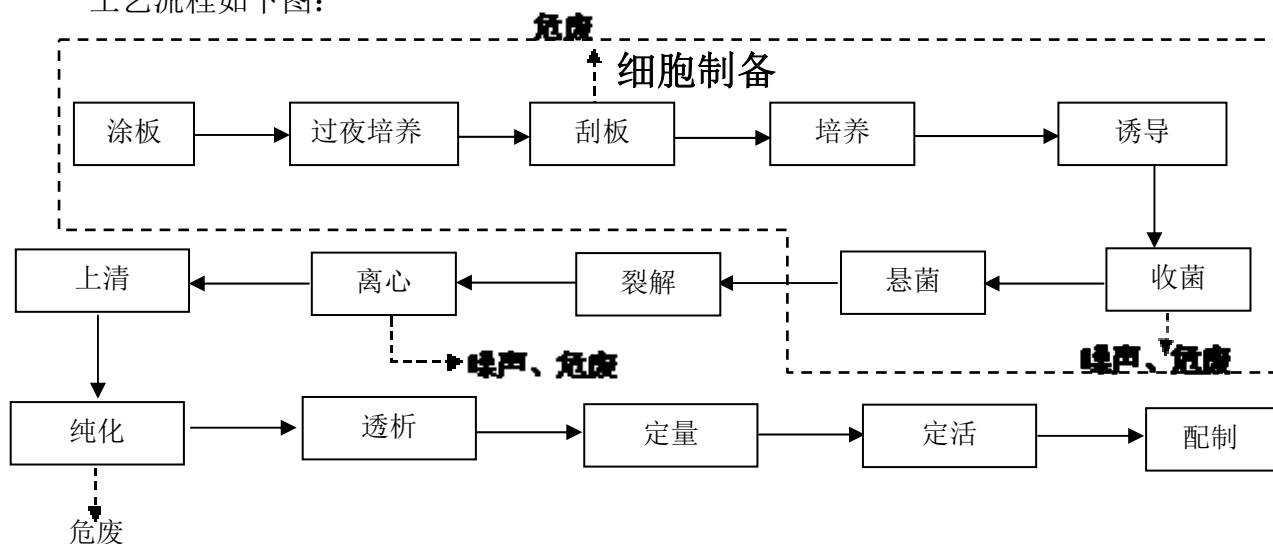 工艺流程如下图：
危废
细胞制备
涂板 过夜培养 刮板 培养 诱导
上清 离心 裂解 悬菌 收菌
噪声、危废 噪声、危废
纯化 透析 定量 定活 配制
危废